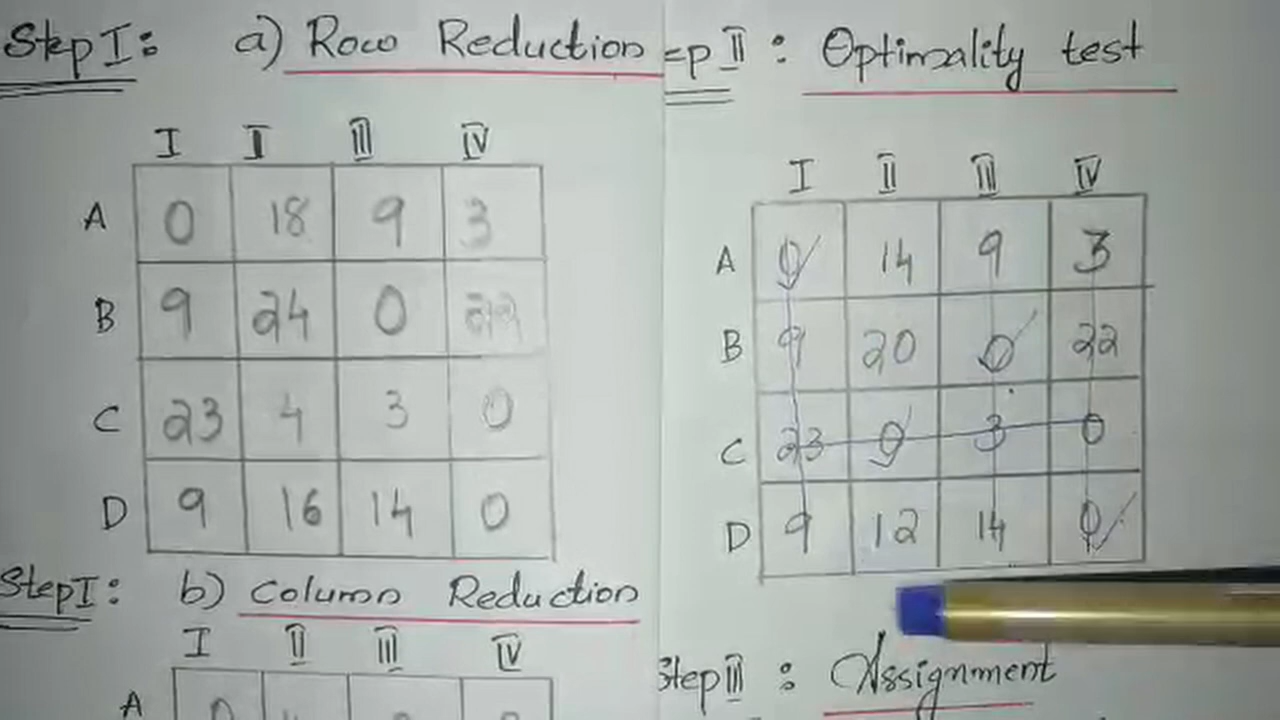 Step I: a) Row Reduction
I II III IV
A 0 18 9 3
B 9 24 0 22
C 23 4 3 0
D 9 16 14 0
Step I: b) Column Reduction
I II III IV
A
=p II : Optimality test
I II III IV
A 0✓ 14 9 3
B 9 20 0✓ 22
C 23 0 3 0
D 9 12 14 0✓
Step III : Assignment